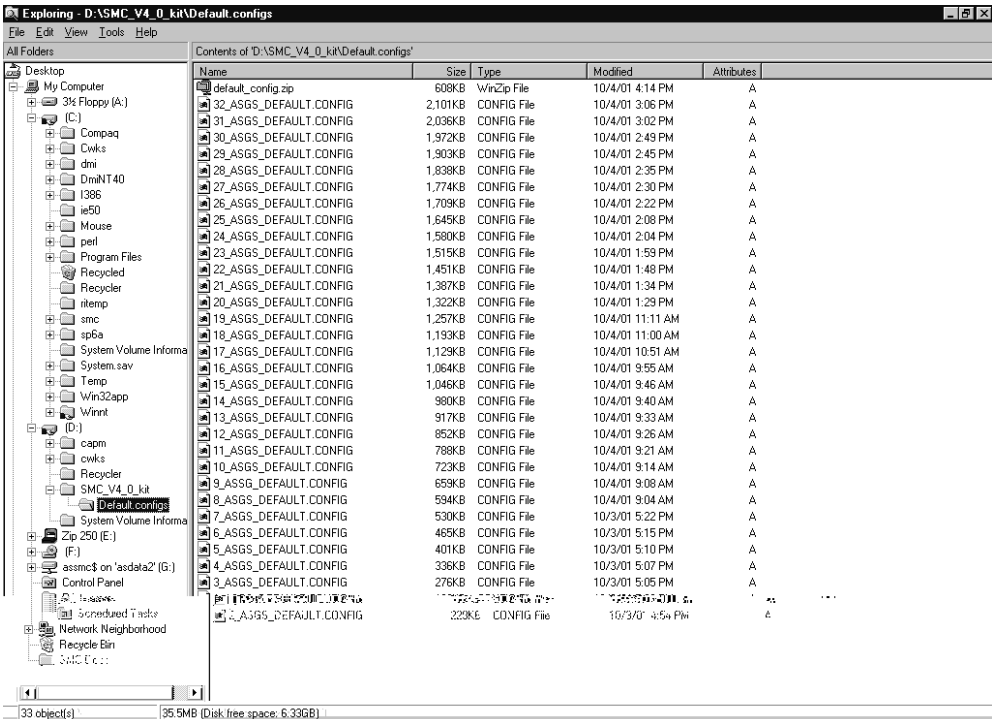 Exploring - D:\SMC_V4_0_kit\Default.configs
File Edit View Tools Help
All Folders
Contents of 'D:\SMC_V4_0_kit\Default.configs'
Desktop
My Computer
3½ Floppy (A:)
(C:)
Compaq
Cwks
dmi
DmiNT40
I386
ie50
Mouse
perl
Program Files
Recycled
Recycler
ritemp
smc
sp6a
System Volume Informa
System.sav
Temp
Win32app
Winnt
(D:)
capm
cwks
Recycler
SMC_V4_0_kit
Default.configs
System Volume Informa
Zip 250 (E:)
(F:)
assmc$ on 'asdata2' (G:)
Control Panel
Scheduled Tasks
Network Neighborhood
Recycle Bin
Name Size Type Modified Attributes
default_config.zip 608KB WinZip File 10/4/01 4:14 PM A
32_ASGS_DEFAULT.CONFIG 2,101KB CONFIG File 10/4/01 3:06 PM A
31_ASGS_DEFAULT.CONFIG 2,036KB CONFIG File 10/4/01 3:02 PM A
30_ASGS_DEFAULT.CONFIG 1,972KB CONFIG File 10/4/01 2:49 PM A
29_ASGS_DEFAULT.CONFIG 1,903KB CONFIG File 10/4/01 2:45 PM A
28_ASGS_DEFAULT.CONFIG 1,838KB CONFIG File 10/4/01 2:35 PM A
27_ASGS_DEFAULT.CONFIG 1,774KB CONFIG File 10/4/01 2:30 PM A
26_ASGS_DEFAULT.CONFIG 1,709KB CONFIG File 10/4/01 2:22 PM A
25_ASGS_DEFAULT.CONFIG 1,645KB CONFIG File 10/4/01 2:08 PM A
24_ASGS_DEFAULT.CONFIG 1,580KB CONFIG File 10/4/01 2:04 PM A
23_ASGS_DEFAULT.CONFIG 1,515KB CONFIG File 10/4/01 1:59 PM A
22_ASGS_DEFAULT.CONFIG 1,451KB CONFIG File 10/4/01 1:48 PM A
21_ASGS_DEFAULT.CONFIG 1,387KB CONFIG File 10/4/01 1:34 PM A
20_ASGS_DEFAULT.CONFIG 1,322KB CONFIG File 10/4/01 1:29 PM A
19_ASGS_DEFAULT.CONFIG 1,257KB CONFIG File 10/4/01 11:11 AM A
18_ASGS_DEFAULT.CONFIG 1,193KB CONFIG File 10/4/01 11:00 AM A
17_ASGS_DEFAULT.CONFIG 1,129KB CONFIG File 10/4/01 10:51 AM A
16_ASGS_DEFAULT.CONFIG 1,064KB CONFIG File 10/4/01 9:55 AM A
15_ASGS_DEFAULT.CONFIG 1,046KB CONFIG File 10/4/01 9:46 AM A
14_ASGS_DEFAULT.CONFIG 980KB CONFIG File 10/4/01 9:40 AM A
13_ASGS_DEFAULT.CONFIG 917KB CONFIG File 10/4/01 9:33 AM A
12_ASGS_DEFAULT.CONFIG 852KB CONFIG File 10/4/01 9:26 AM A
11_ASGS_DEFAULT.CONFIG 788KB CONFIG File 10/4/01 9:21 AM A
10_ASGS_DEFAULT.CONFIG 723KB CONFIG File 10/4/01 9:14 AM A
9_ASSG_DEFAULT.CONFIG 659KB CONFIG File 10/4/01 9:08 AM A
8_ASGS_DEFAULT.CONFIG 594KB CONFIG File 10/4/01 9:04 AM A
7_ASGS_DEFAULT.CONFIG 530KB CONFIG File 10/3/01 5:22 PM A
6_ASGS_DEFAULT.CONFIG 465KB CONFIG File 10/3/01 5:15 PM A
5_ASGS_DEFAULT.CONFIG 401KB CONFIG File 10/3/01 5:10 PM A
4_ASGS_DEFAULT.CONFIG 336KB CONFIG File 10/3/01 5:07 PM A
3_ASGS_DEFAULT.CONFIG 276KB CONFIG File 10/3/01 5:05 PM A
2_ASGS_DEFAULT.CONFIG 229KB CONFIG File 10/3/01 4:54 PM A
33 object(s) 35.5MB (Disk free space: 6.33GB)